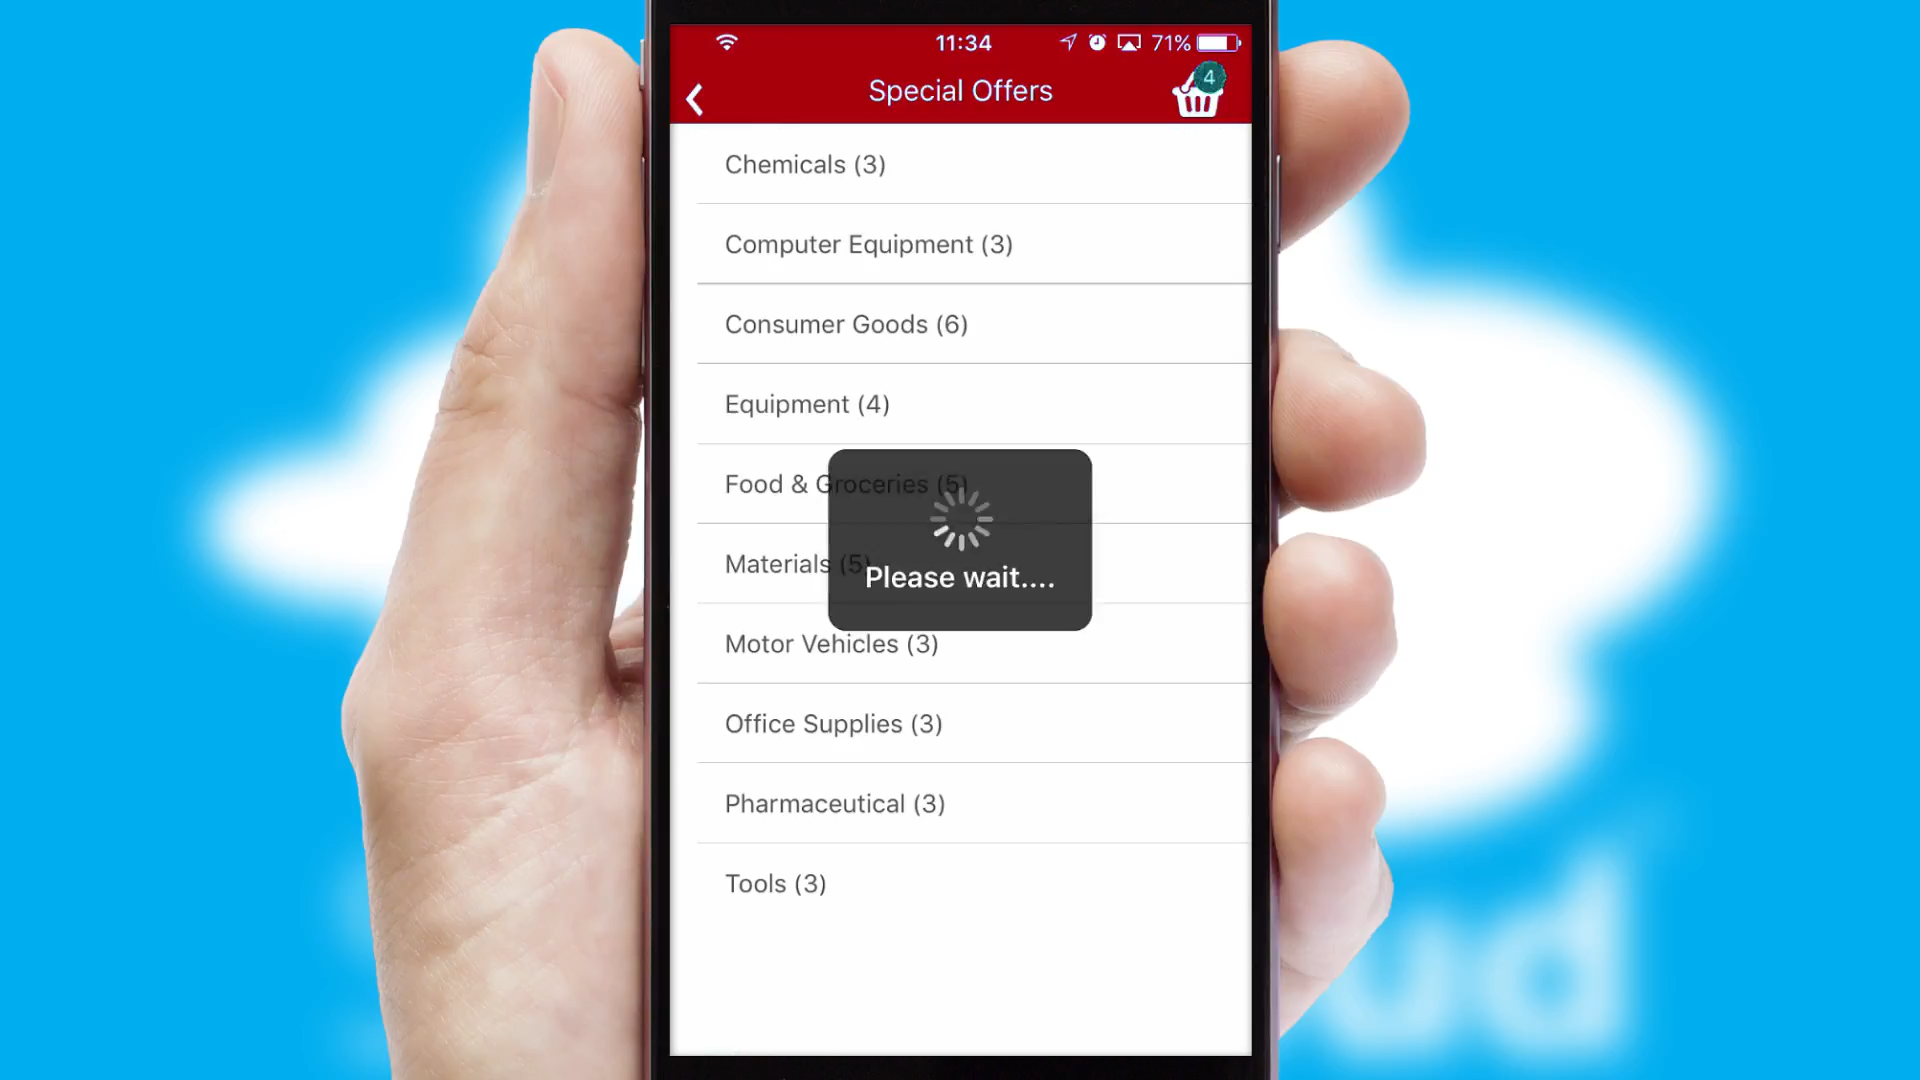 11:34
71%
Special Offers
4
Chemicals (3)
Computer Equipment (3)
Consumer Goods (6)
Equipment (4)
Food & Groceries (5)
Materials (5)
Please wait....
Motor Vehicles (3)
Office Supplies (3)
Pharmaceutical (3)
Tools (3)
ud